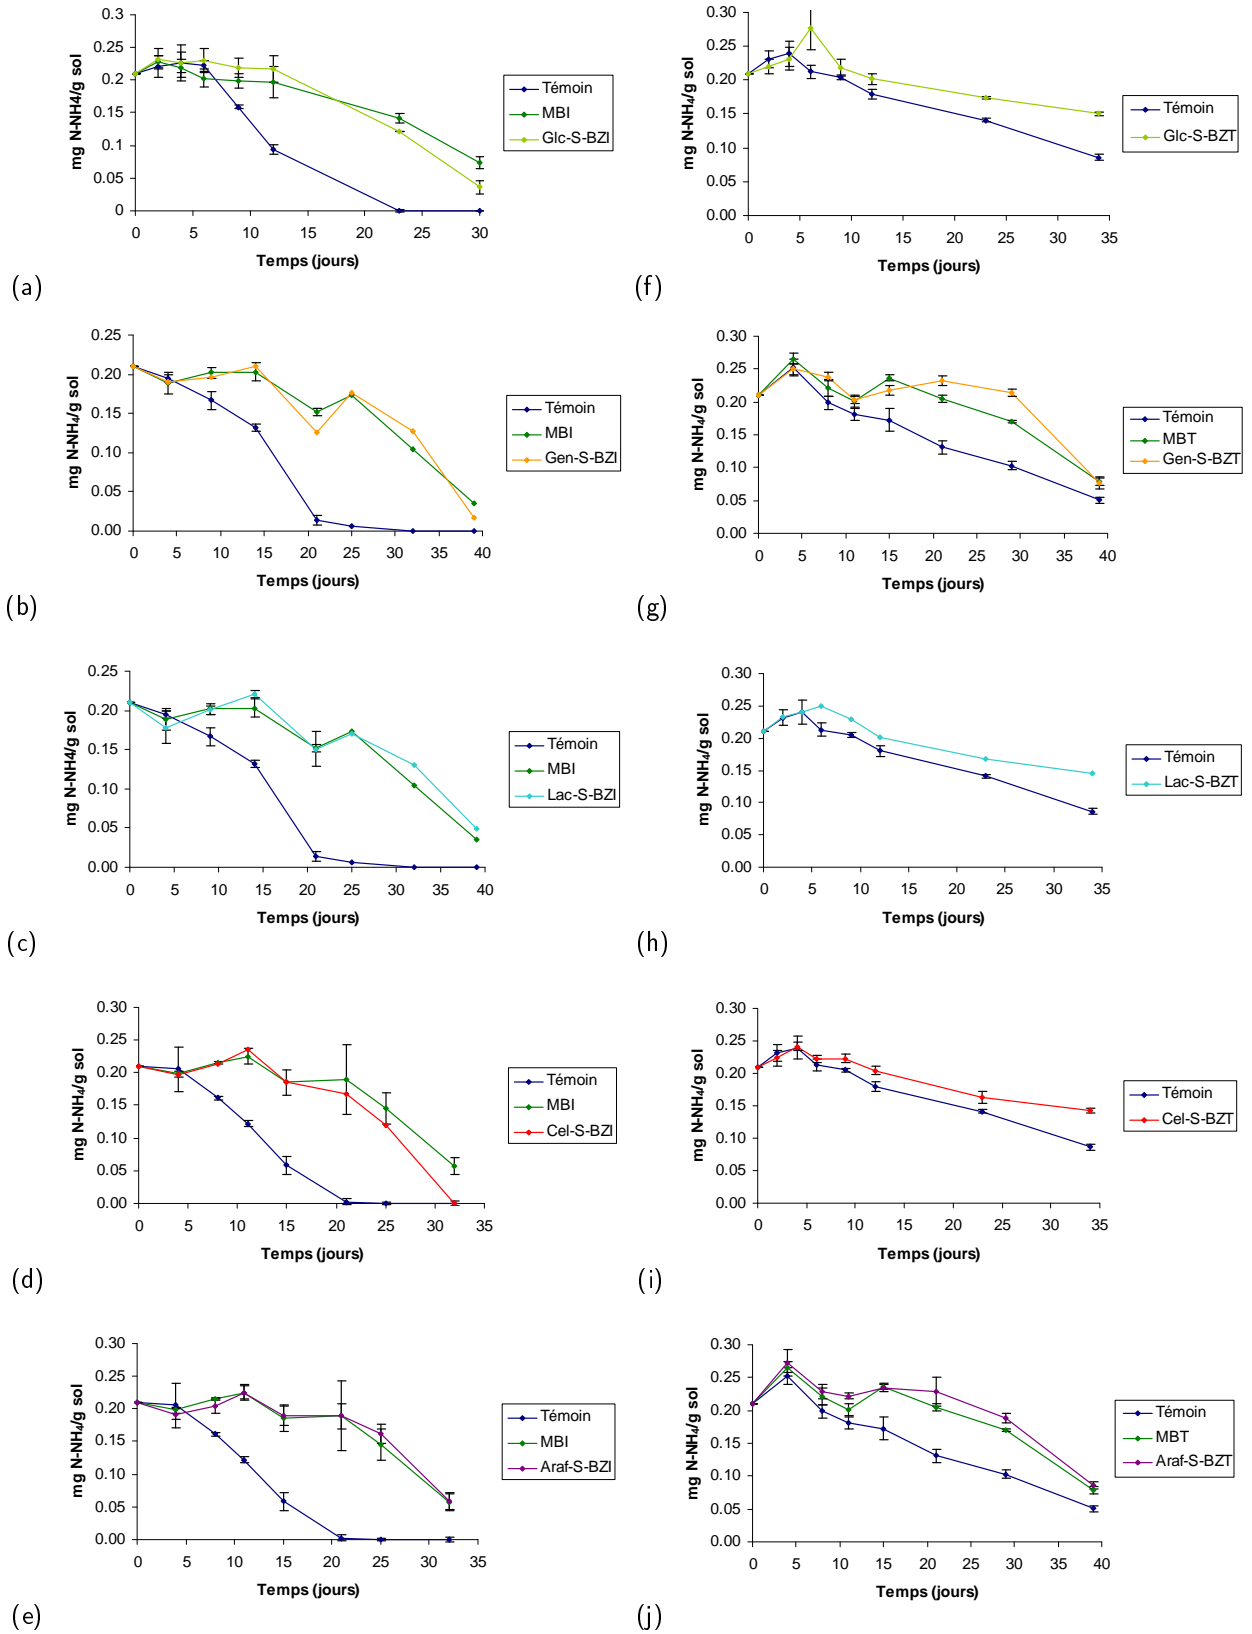 0.3
0.25
0.2
0.15
0.1
0.05
0
mg N-NH4/g sol
0 5 10 15 20 25 30
Temps (jours)
Témoin
MBI
Glc-S-BZI
(a)
0.30
0.25
0.20
0.15
0.10
0.05
0.00
mg N-NH₄/g sol
0 5 10 15 20 25 30 35
Temps (jours)
Témoin
Glc-S-BZT
(f)
0.25
0.20
0.15
0.10
0.05
0.00
mg N-NH₄/g sol
0 5 10 15 20 25 30 35 40
Temps (jours)
Témoin
MBI
Gen-S-BZI
(b)
0.30
0.25
0.20
0.15
0.10
0.05
0.00
mg N-NH₄/g sol
0 5 10 15 20 25 30 35 40
Temps (jours)
Témoin
MBT
Gen-S-BZT
(g)
0.25
0.20
0.15
0.10
0.05
0.00
mg N-NH4/g sol
0 5 10 15 20 25 30 35 40
Temps (jours)
Témoin
MBI
Lac-S-BZI
(c)
0.30
0.25
0.20
0.15
0.10
0.05
0.00
mg N-NH₄/g sol
0 5 10 15 20 25 30 35
Temps (jours)
Témoin
Lac-S-BZT
(h)
0.30
0.25
0.20
0.15
0.10
0.05
0.00
mg N-NH₄/g sol
0 5 10 15 20 25 30 35
Temps (jours)
Témoin
MBI
Cel-S-BZI
(d)
0.30
0.25
0.20
0.15
0.10
0.05
0.00
mg N-NH₄/g sol
0 5 10 15 20 25 30 35
Temps (jours)
Témoin
Cel-S-BZT
(i)
0.30
0.25
0.20
0.15
0.10
0.05
0.00
mg N-NH₄/g sol
0 5 10 15 20 25 30 35
Temps (jours)
Témoin
MBI
Araf-S-BZI
(e)
0.30
0.25
0.20
0.15
0.10
0.05
0.00
mg N-NH₄/g sol
0 5 10 15 20 25 30 35 40
Temps (jours)
Témoin
MBT
Araf-S-BZT
(j)